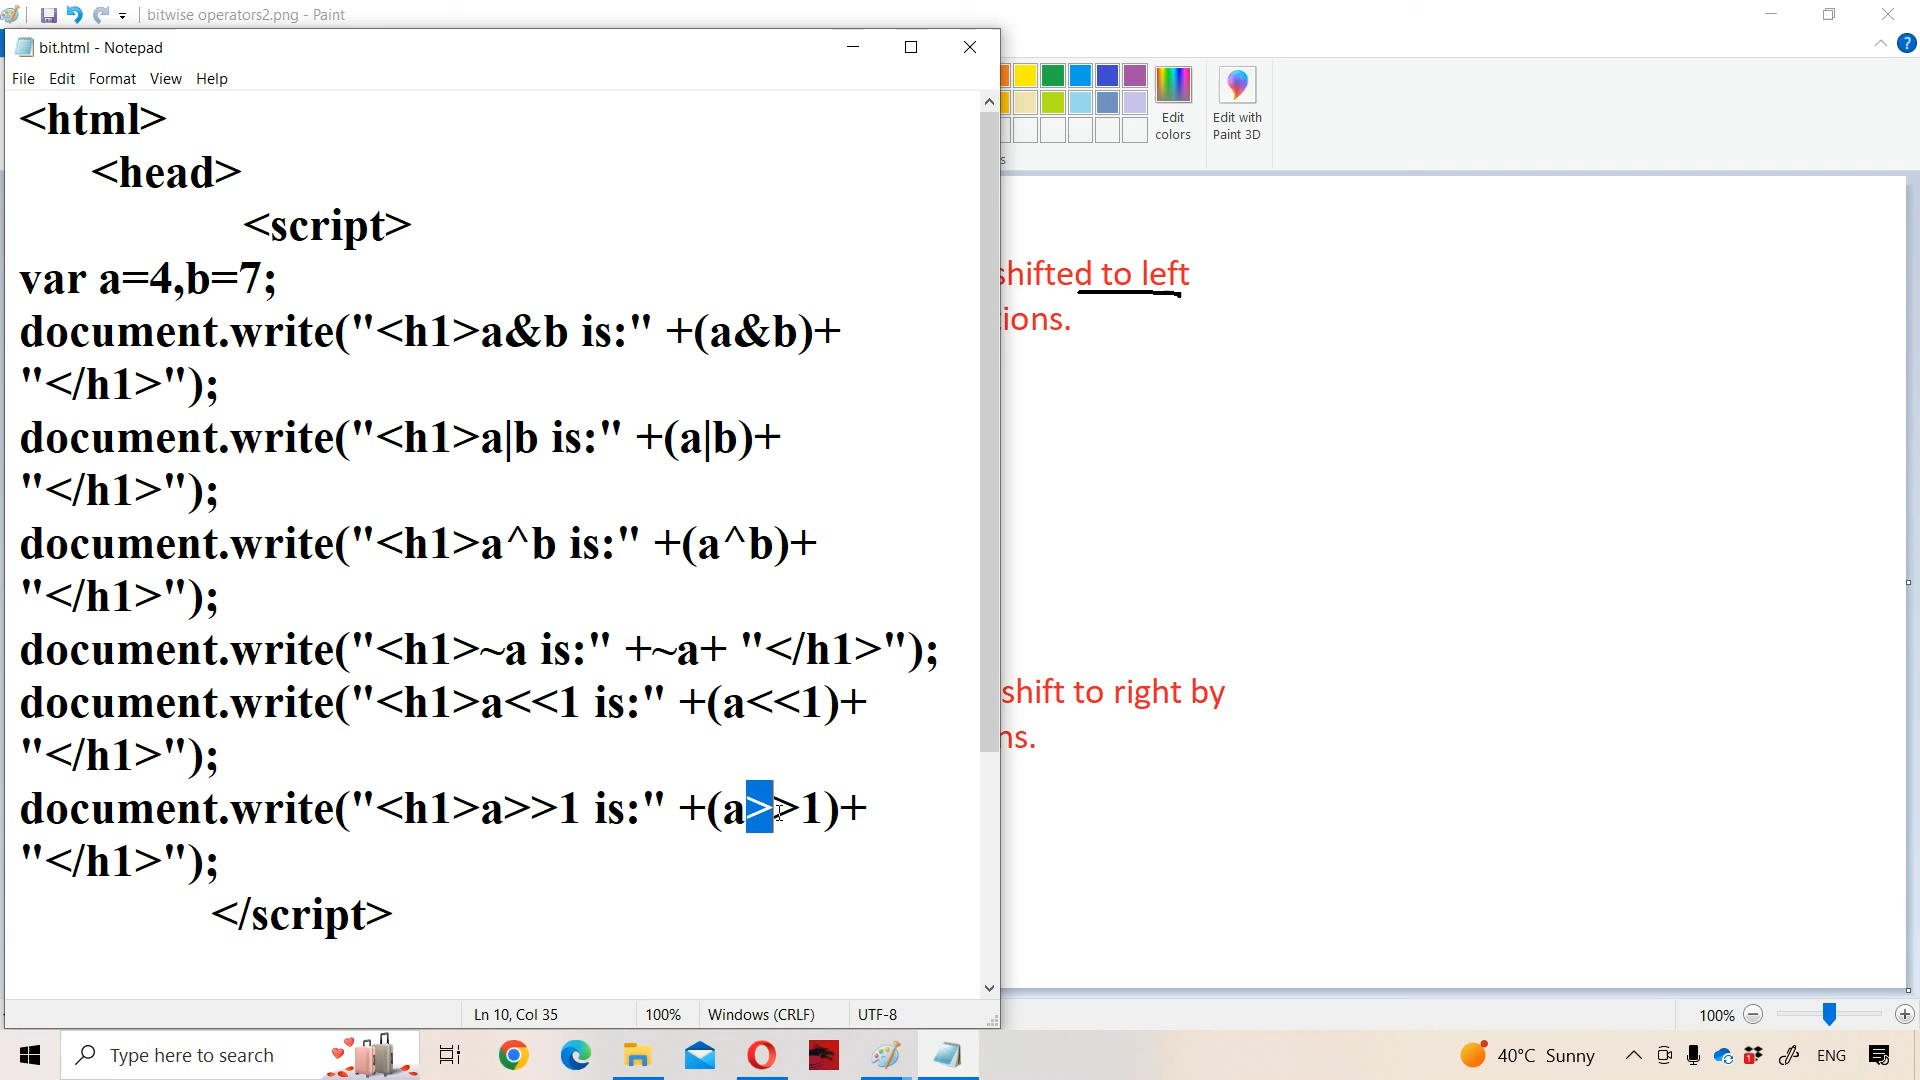 bitwise operators2.png - Paint
bit.html - Notepad
File Edit Format View Help
<html>
<head>
<script>
var a=4,b=7;
document.write("<h1>a&b is:" +(a&b)+
"</h1>");
document.write("<h1>a|b is:" +(a|b)+
"</h1>");
document.write("<h1>a^b is:" +(a^b)+
"</h1>");
document.write("<h1>~a is:" +~a+ "</h1>");
document.write("<h1>a<<1 is:" +(a<<1)+
"</h1>");
document.write("<h1>a>>1 is:" +(a>>1)+
"</h1>");
</script>
Ln 10, Col 35 100% Windows (CRLF) UTF-8
Edit colors
Edit with Paint 3D
shifted to left
shift to right by
100%
Type here to search
40°C Sunny
ENG